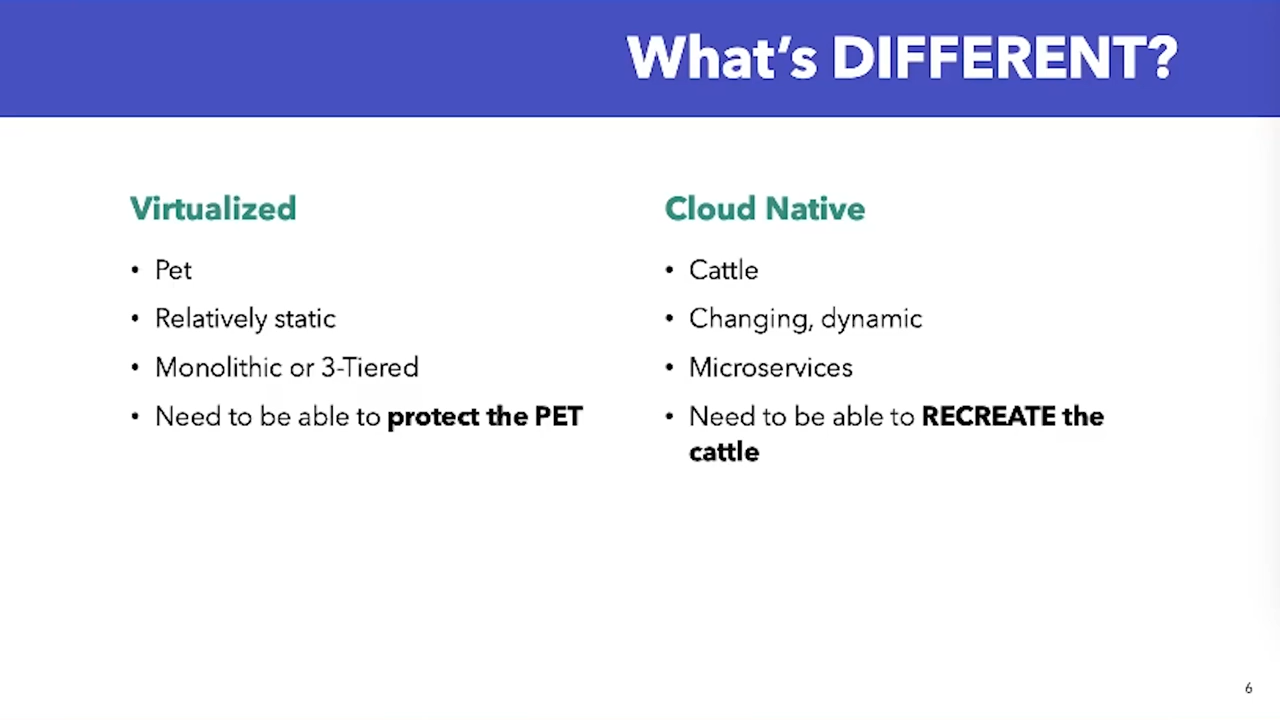 What’s DIFFERENT?
Virtualized
• Pet
• Relatively static
• Monolithic or 3-Tiered
• Need to be able to protect the PET
Cloud Native
• Cattle
• Changing, dynamic
• Microservices
• Need to be able to RECREATE the
cattle
6